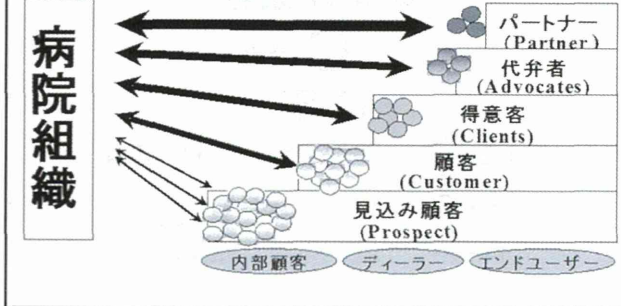 病院組織
パートナー
(Partner)
代弁者
(Advocates)
得意客
(Clients)
顧客
(Customer)
見込み顧客
(Prospect)
内部顧客
ディーラー
エンドユーザー